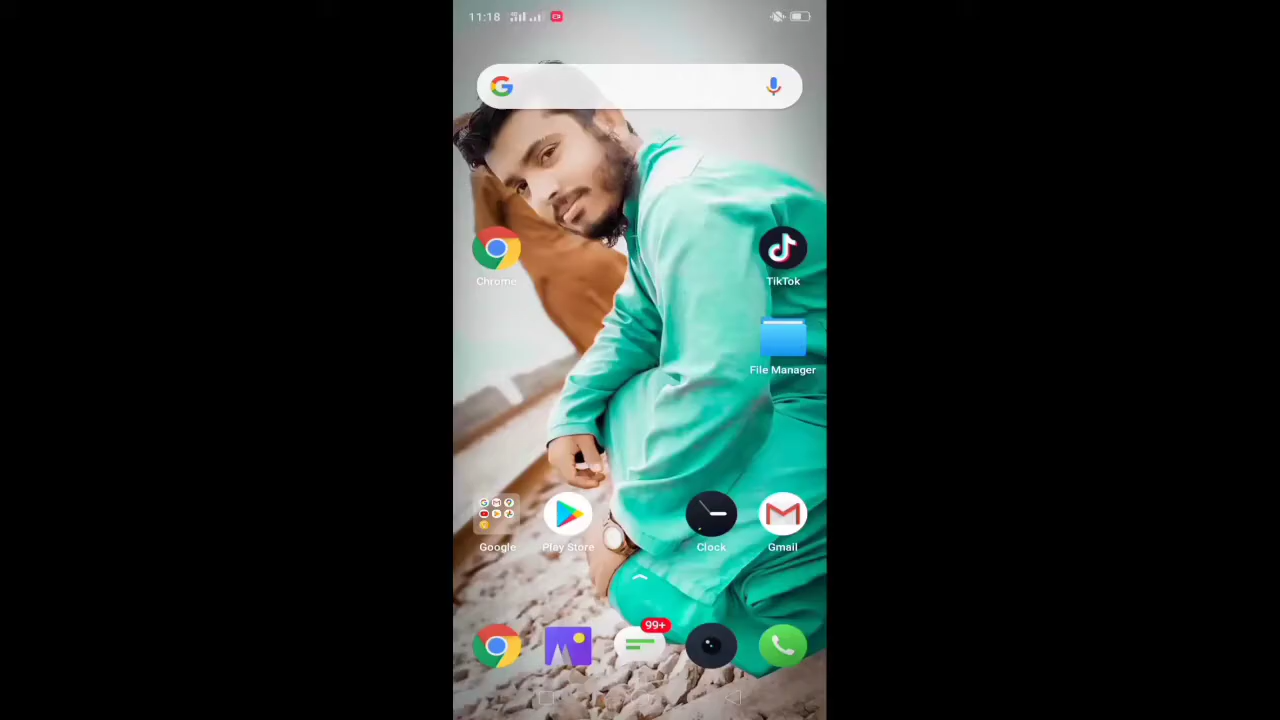 11:18
Chrome
TikTok
File Manager
Google
Play Store
Clock
Gmail
99+